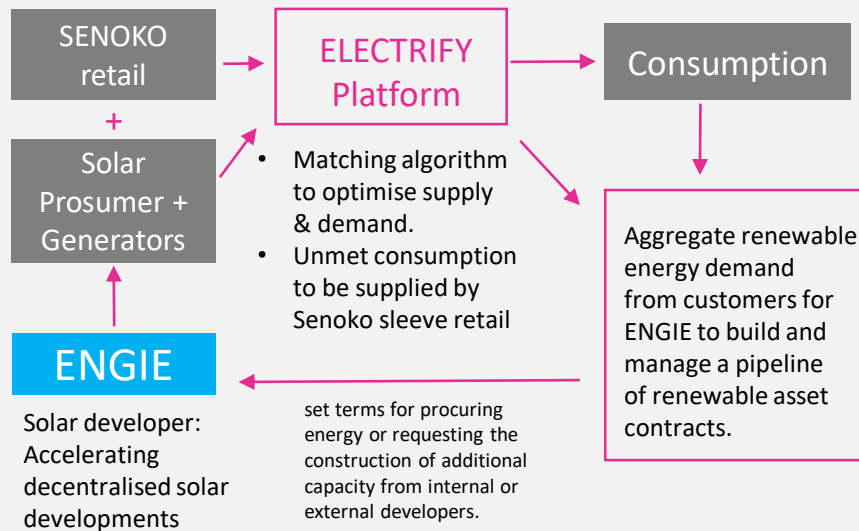 SENOKO
retail
+
Solar
Prosumer +
Generators
ENGIE
Solar developer:
Accelerating
decentralised solar
developments
ELECTRIFY
Platform
• Matching algorithm
to optimise supply
& demand.
• Unmet consumption
to be supplied by
Senoko sleeve retail
Consumption
Aggregate renewable
energy demand
from customers for
ENGIE to build and
manage a pipeline
of renewable asset
contracts.
set terms for procuring
energy or requesting the
construction of additional
capacity from internal or
external developers.